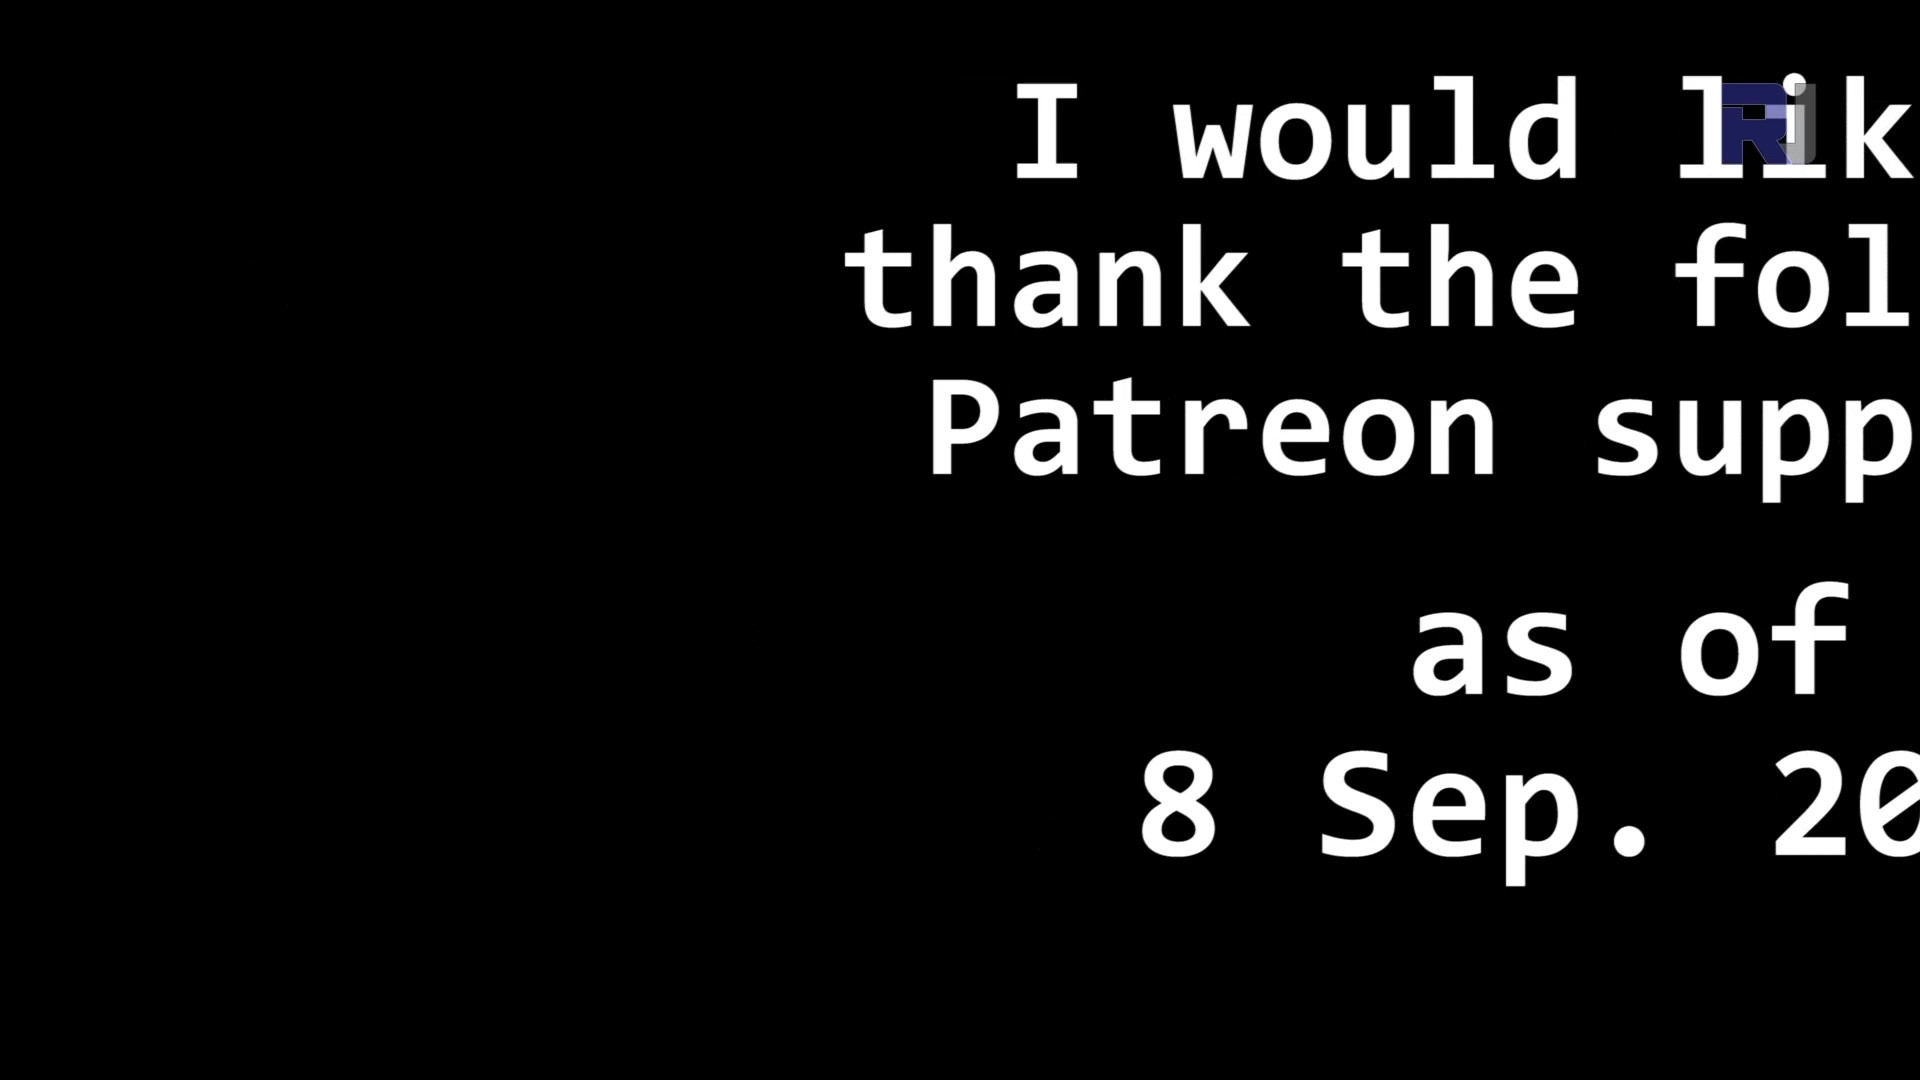 I would lik
thank the fol
Patreon supp
as of
8 Sep. 20